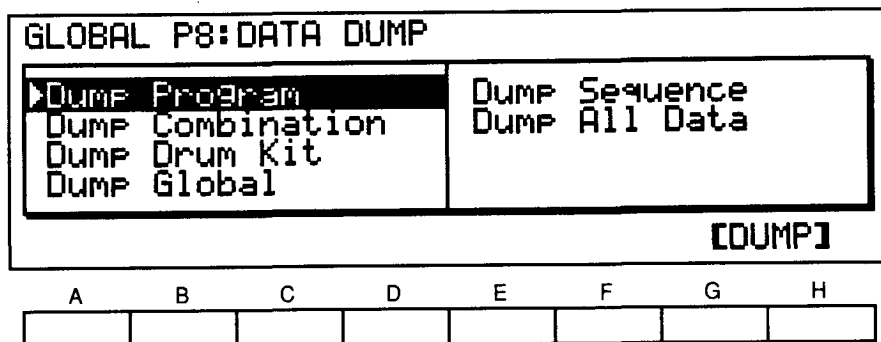 GLOBAL P8:DATA DUMP
▶Dump Program
Dump Combination
Dump Drum Kit
Dump Global
Dump Sequence
Dump All Data
[DUMP]
A B C D E F G H